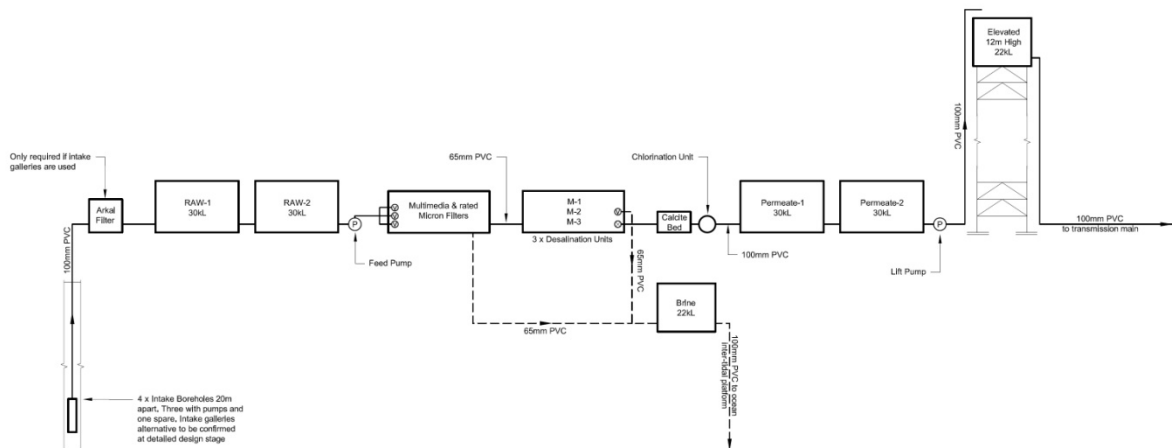 Elevated
12m High
22kL
100mm PVC
65mm PVC
Chlorination Unit
Only required if intake
galleries are used
Arkal
Filter
RAW-1
30kL
RAW-2
30kL
P
Feed Pump
Multimedia & rated
Micron Filters
M-1
M-2
M-3
3 x Desalination Units
Calcite
Bed
100mm PVC
Permeate-1
30kL
Permeate-2
30kL
P
Lift Pump
100mm PVC
to transmission main
100mm PVC
65mm PVC
65mm PVC
Brine
22kL
100mm PVC to ocean
inter-tidal platform
4 x Intake Boreholes 20m
apart. Three with pumps and
one spare. Intake galleries
alternative to be confirmed
at detailed design stage